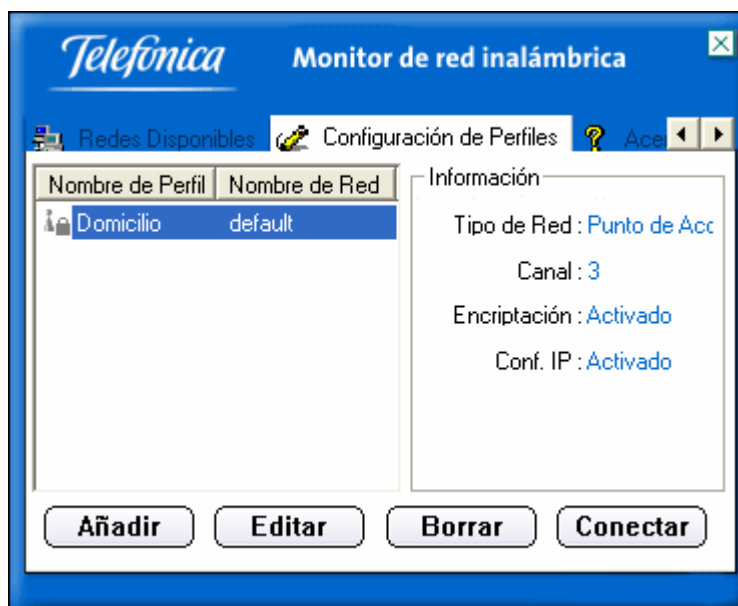 Telefónica Monitor de red inalámbrica
Redes Disponibles Configuración de Perfiles
Nombre de Perfil Nombre de Red
Información
Domicilio default
Tipo de Red : Punto de Acc
Canal : 3
Encriptación : Activado
Conf. IP : Activado
Añadir Editar Borrar Conectar